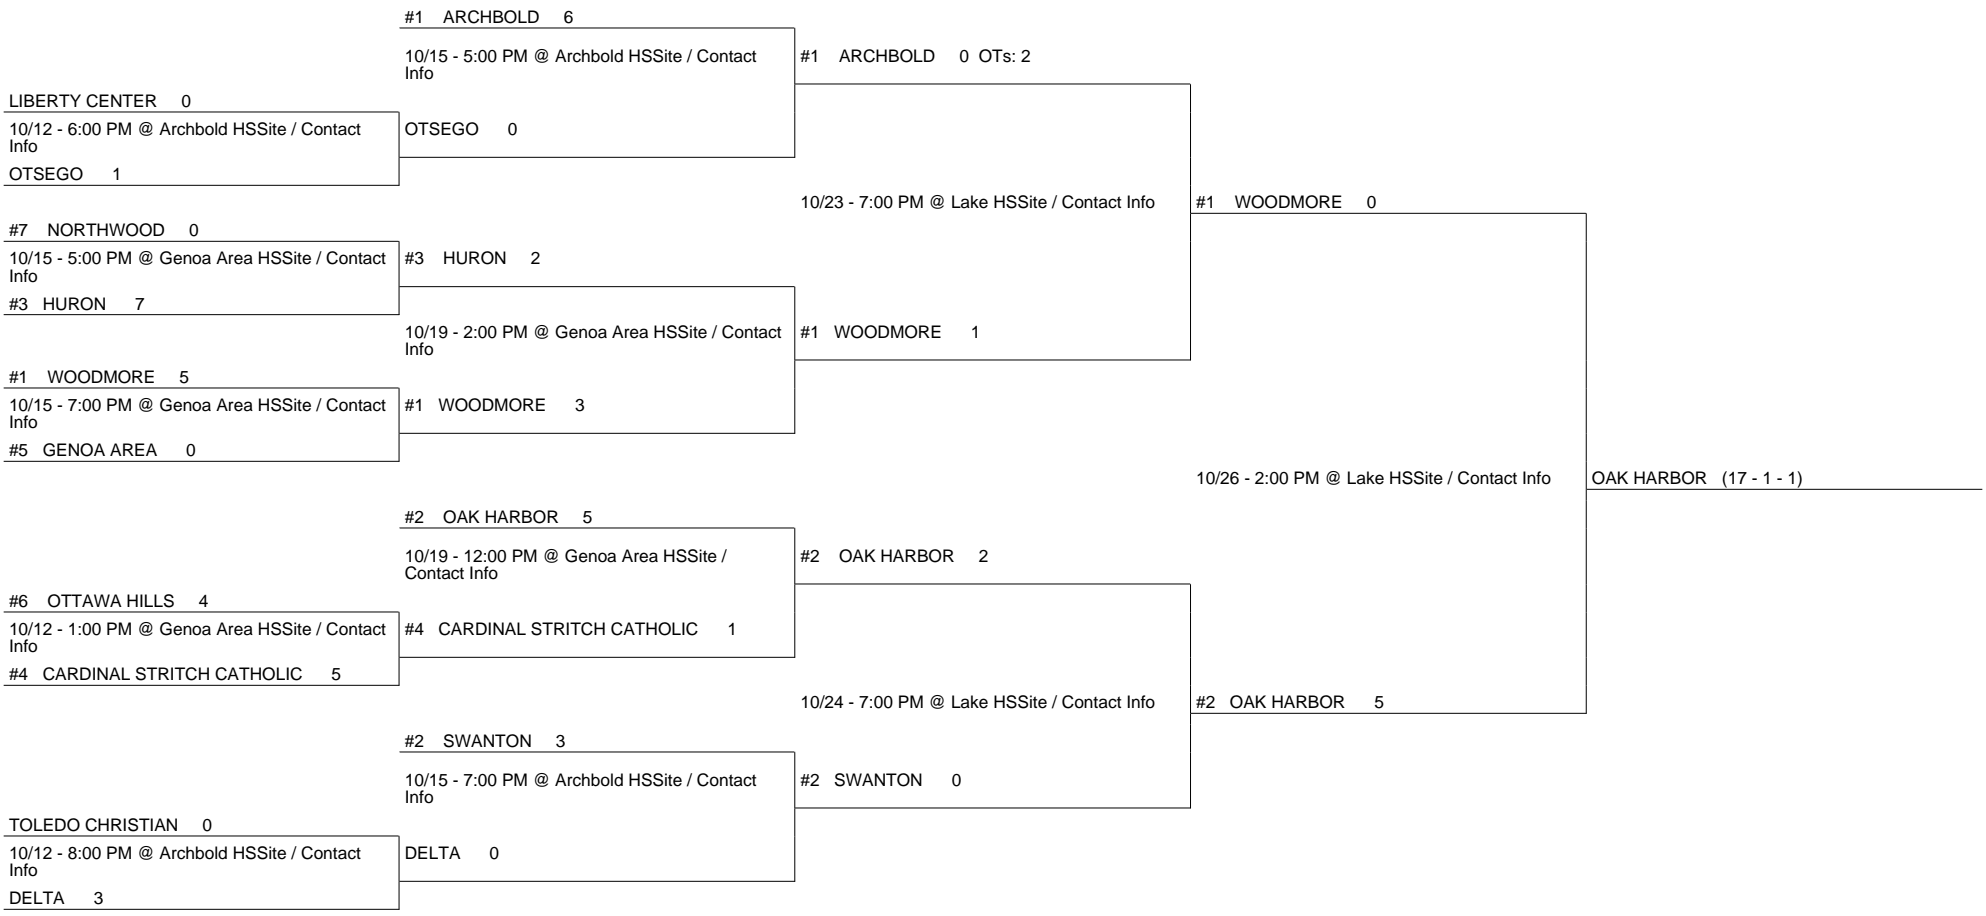 #1 ARCHBOLD 6
10/15 - 5:00 PM @ Archbold HSSite / Contact
Info
#1 ARCHBOLD 0 OTs: 2
LIBERTY CENTER 0
10/12 - 6:00 PM @ Archbold HSSite / Contact
Info
OTSEGO 0
OTSEGO 1
10/23 - 7:00 PM @ Lake HSSite / Contact Info
#1 WOODMORE 0
#7 NORTHWOOD 0
10/15 - 5:00 PM @ Genoa Area HSSite / Contact
Info
#3 HURON 2
#3 HURON 7
10/19 - 2:00 PM @ Genoa Area HSSite / Contact
Info
#1 WOODMORE 1
#1 WOODMORE 5
10/15 - 7:00 PM @ Genoa Area HSSite / Contact
Info
#1 WOODMORE 3
#5 GENOA AREA 0
10/26 - 2:00 PM @ Lake HSSite / Contact Info
OAK HARBOR (17 - 1 - 1)
#2 OAK HARBOR 5
10/19 - 12:00 PM @ Genoa Area HSSite /
Contact Info
#2 OAK HARBOR 2
#6 OTTAWA HILLS 4
10/12 - 1:00 PM @ Genoa Area HSSite / Contact
Info
#4 CARDINAL STRITCH CATHOLIC 1
#4 CARDINAL STRITCH CATHOLIC 5
10/24 - 7:00 PM @ Lake HSSite / Contact Info
#2 OAK HARBOR 5
#2 SWANTON 3
10/15 - 7:00 PM @ Archbold HSSite / Contact
Info
#2 SWANTON 0
TOLEDO CHRISTIAN 0
10/12 - 8:00 PM @ Archbold HSSite / Contact
Info
DELTA 0
DELTA 3